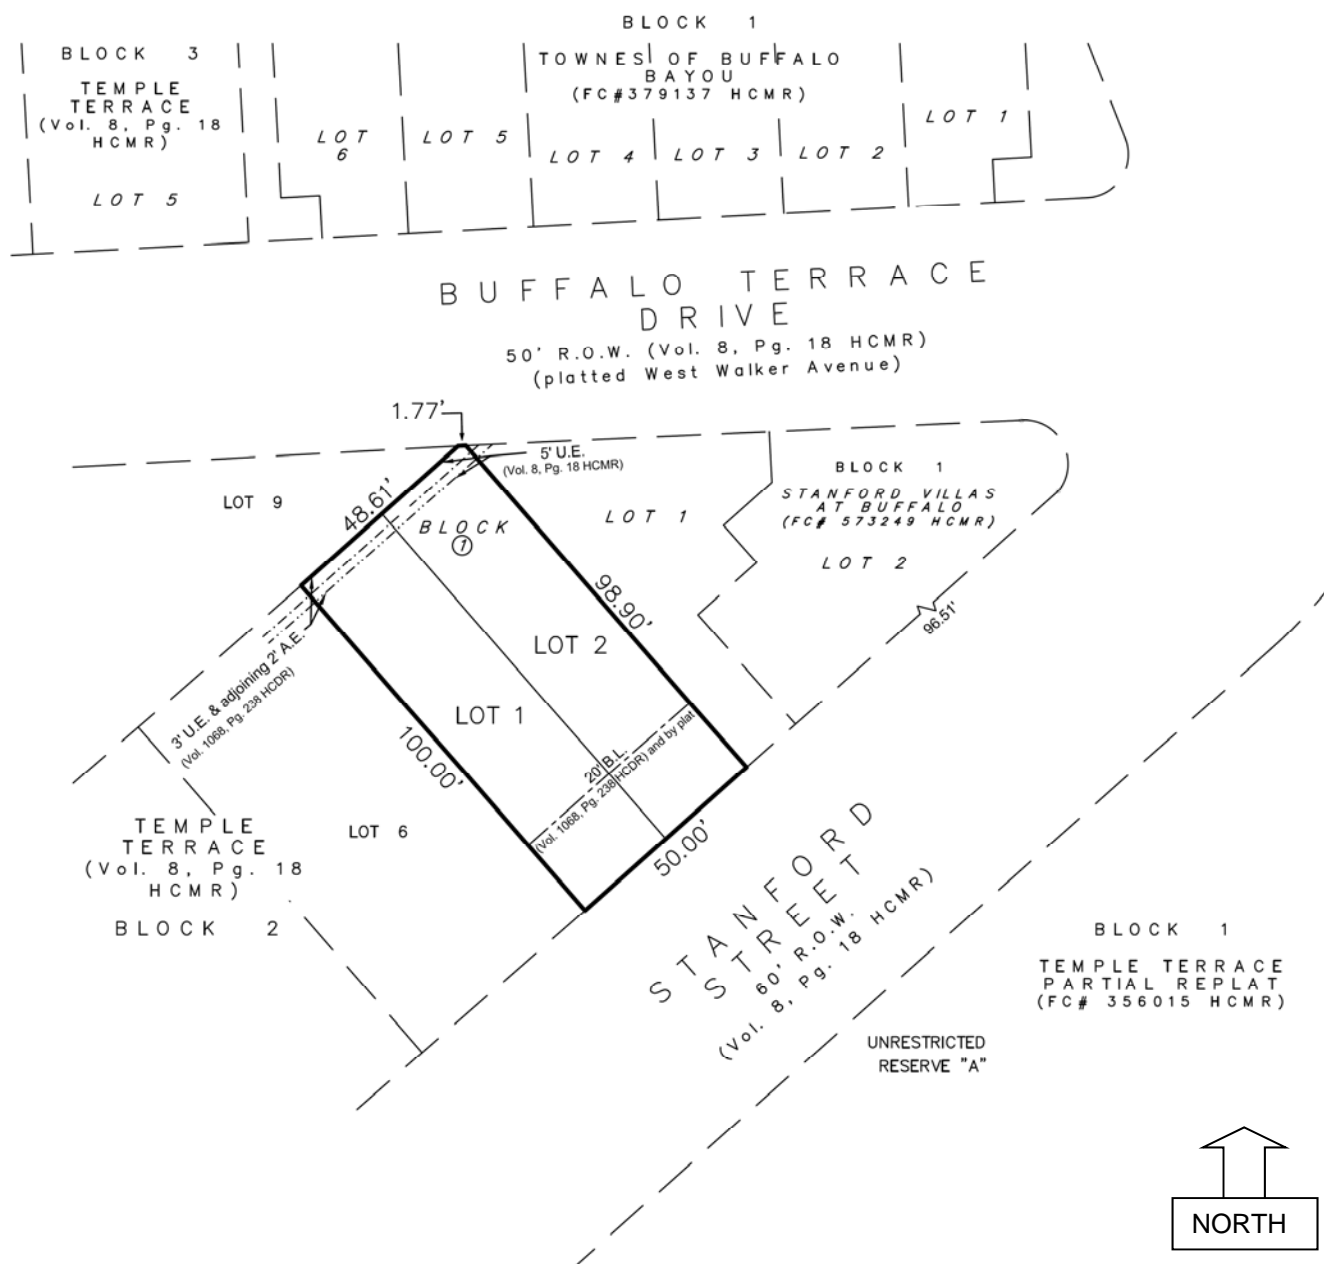 BLOCK 1
TOWNES OF BUFFALO
BAYOU
(FC#379137 HCMR)
BLOCK 3
TEMPLE
TERRACE
(Vol. 8, Pg. 18
HCMR)
LOT 5
LOT
6
LOT 5
LOT 4
LOT 3
LOT 2
LOT 1
BUFFALO TERRACE
DRIVE
50' R.O.W. (Vol. 8, Pg. 18 HCMR)
(platted West Walker Avenue)
1.77'
5' U.E.
(Vol. 8, Pg. 18 HCMR)
LOT 9
48.61'
BLOCK
1
LOT 1
BLOCK 1
STANFORD VILLAS
AT BUFFALO
(FC# 573249 HCMR)
LOT 2
98.90'
96.51'
LOT 2
LOT 1
3' U.E. & adjoining 2' A.E.
(Vol. 1068, Pg. 238 HCDR)
100.00'
20' B.L.
(Vol. 1068, Pg. 238 HCDR) and by plat
50.00'
TEMPLE
TERRACE
(Vol. 8, Pg. 18
HCMR)
BLOCK 2
LOT 6
STANFORD
STREET
60' R.O.W.
(Vol. 8, Pg. 18 HCMR)
BLOCK 1
TEMPLE TERRACE
PARTIAL REPLAT
(FC# 356015 HCMR)
UNRESTRICTED
RESERVE "A"
NORTH